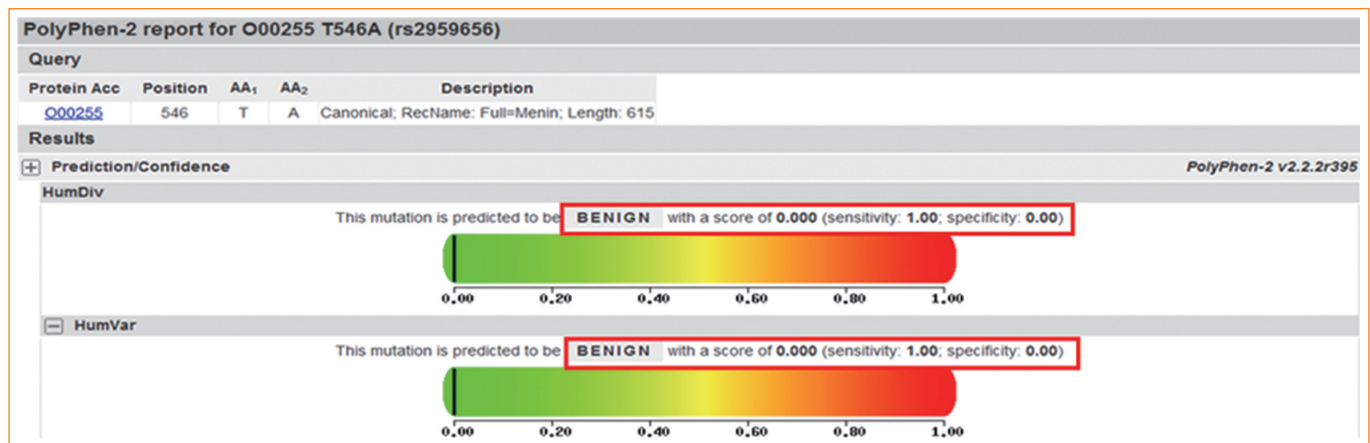 PolyPhen-2 report for O00255 T546A (rs2959656)
Query
Protein Acc Position AA₁ AA₂ Description
O00255 546 T A Canonical; RecName: Full=Menin; Length: 615
Results
Prediction/Confidence PolyPhen-2 v2.2.2r395
HumDiv
This mutation is predicted to be BENIGN with a score of 0.000 (sensitivity: 1.00; specificity: 0.00)
0.00 0.20 0.40 0.60 0.80 1.00
HumVar
This mutation is predicted to be BENIGN with a score of 0.000 (sensitivity: 1.00; specificity: 0.00)
0.00 0.20 0.40 0.60 0.80 1.00